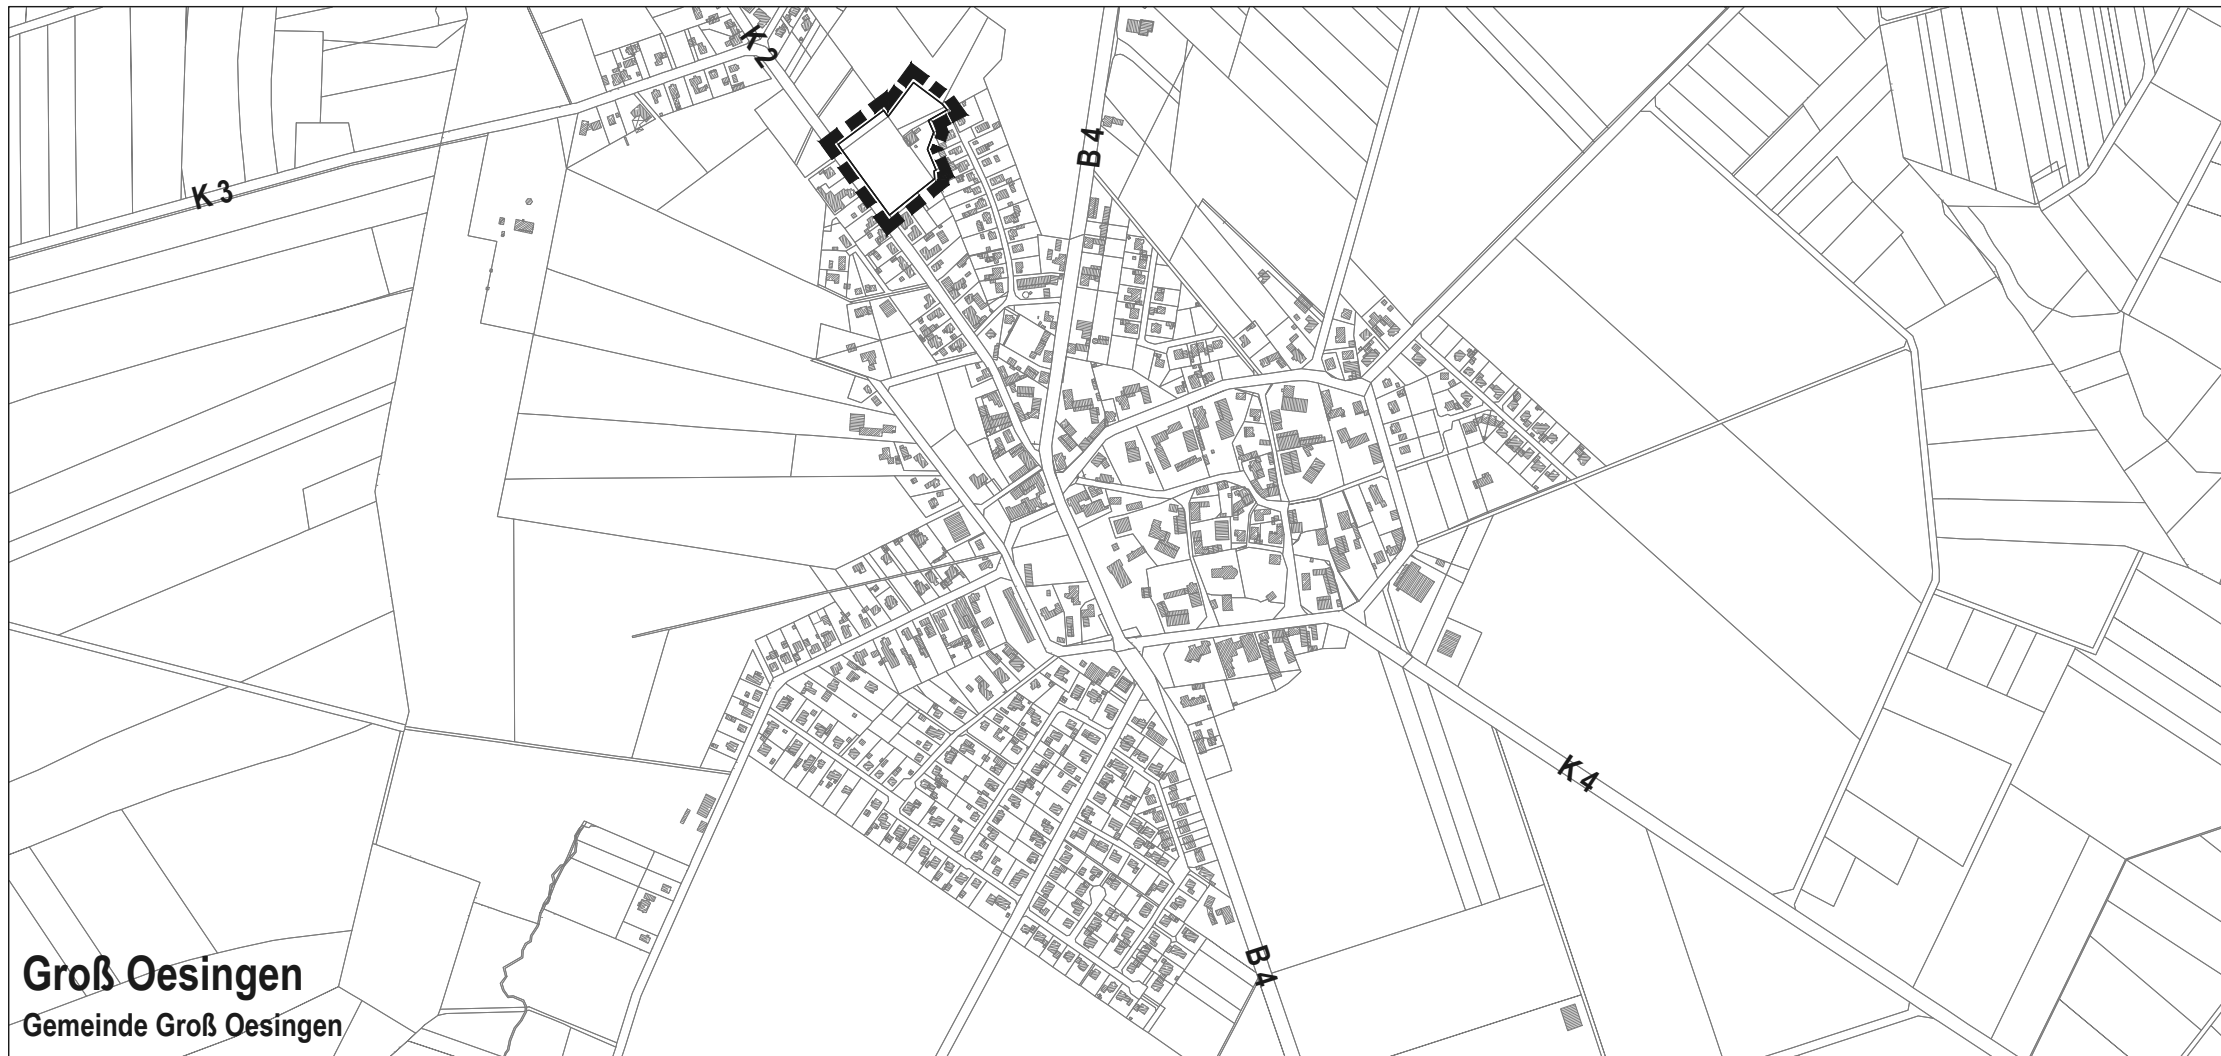 K 2
B 4
K 3
K 4
B 4
Groß Oesingen
Gemeinde Groß Oesingen